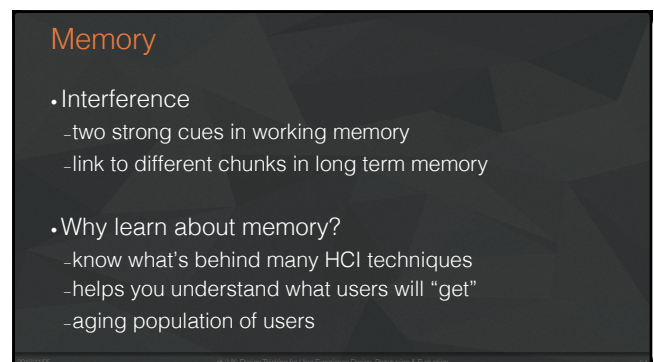 Memory
• Interference
–two strong cues in working memory
–link to different chunks in long term memory
• Why learn about memory?
–know what's behind many HCI techniques
–helps you understand what users will “get”
–aging population of users